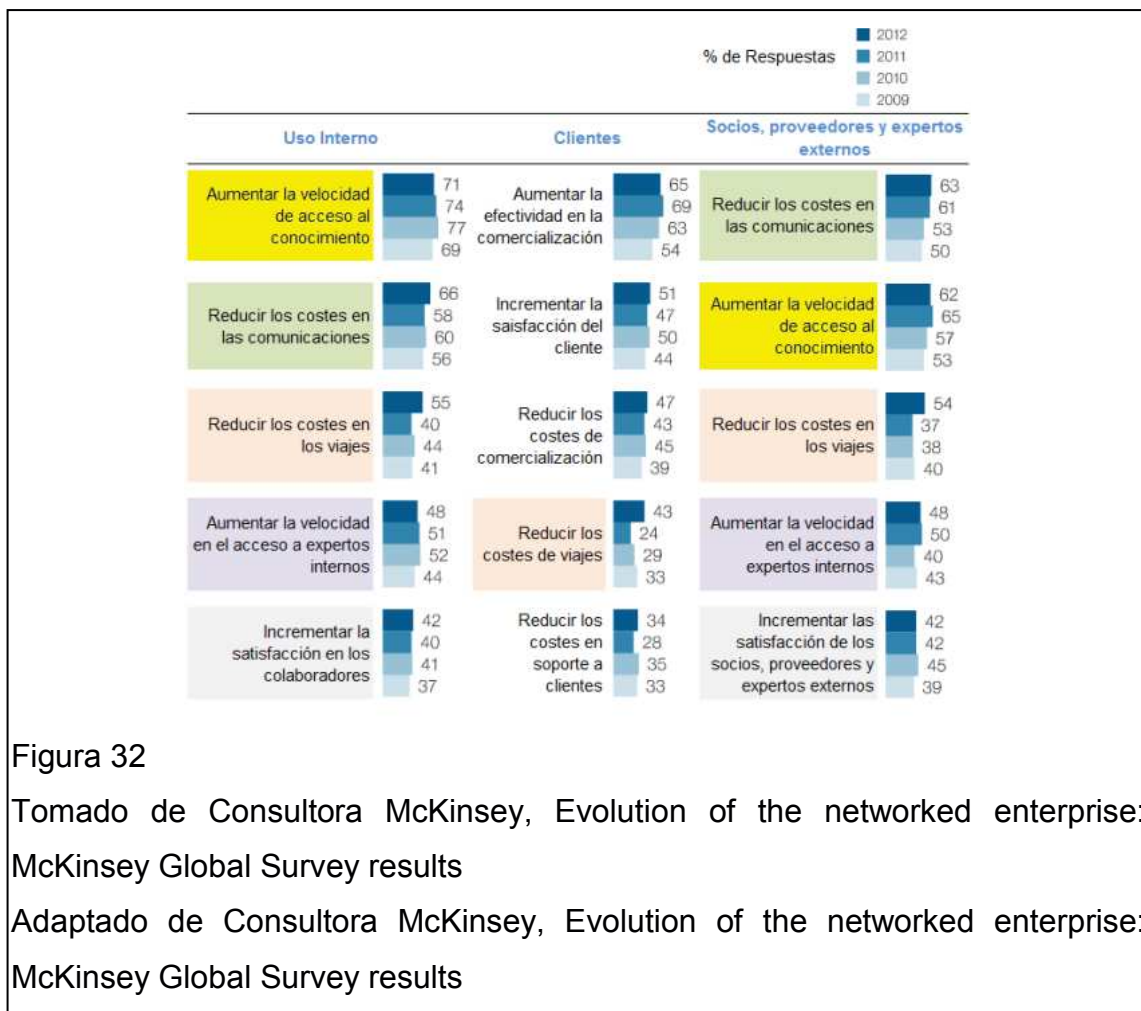 % de Respuestas
2012
2011
2010
2009
Uso Interno
Clientes
Socios, proveedores y expertos
externos
Aumentar la velocidad
de acceso al
conocimiento
71
74
77
69
Aumentar la
efectividad en la
comercialización
65
69
63
54
Reducir los costes en
las comunicaciones
63
61
53
50
Reducir los costes en
las comunicaciones
66
58
60
56
Incrementar la
saisfacción del
cliente
51
47
50
44
Aumentar la velocidad
de acceso al
conocimiento
62
65
57
53
Reducir los costes en
los viajes
55
40
44
41
Reducir los
costes de
comercialización
47
43
45
39
Reducir los costes en
los viajes
54
37
38
40
Aumentar la velocidad
en el acceso a expertos
internos
48
51
52
44
Reducir los
costes de viajes
43
24
29
33
Aumentar la velocidad
en el acceso a
expertos internos
48
50
40
43
Incrementar la
satisfacción en los
colaboradores
42
40
41
37
Reducir los
costes en
soporte a
clientes
34
28
35
33
Incrementar las
satisfacción de los
socios, proveedores y
expertos externos
42
42
45
39
Figura 32
Tomado de Consultora McKinsey, Evolution of the networked enterprise:
McKinsey Global Survey results
Adaptado de Consultora McKinsey, Evolution of the networked enterprise:
McKinsey Global Survey results